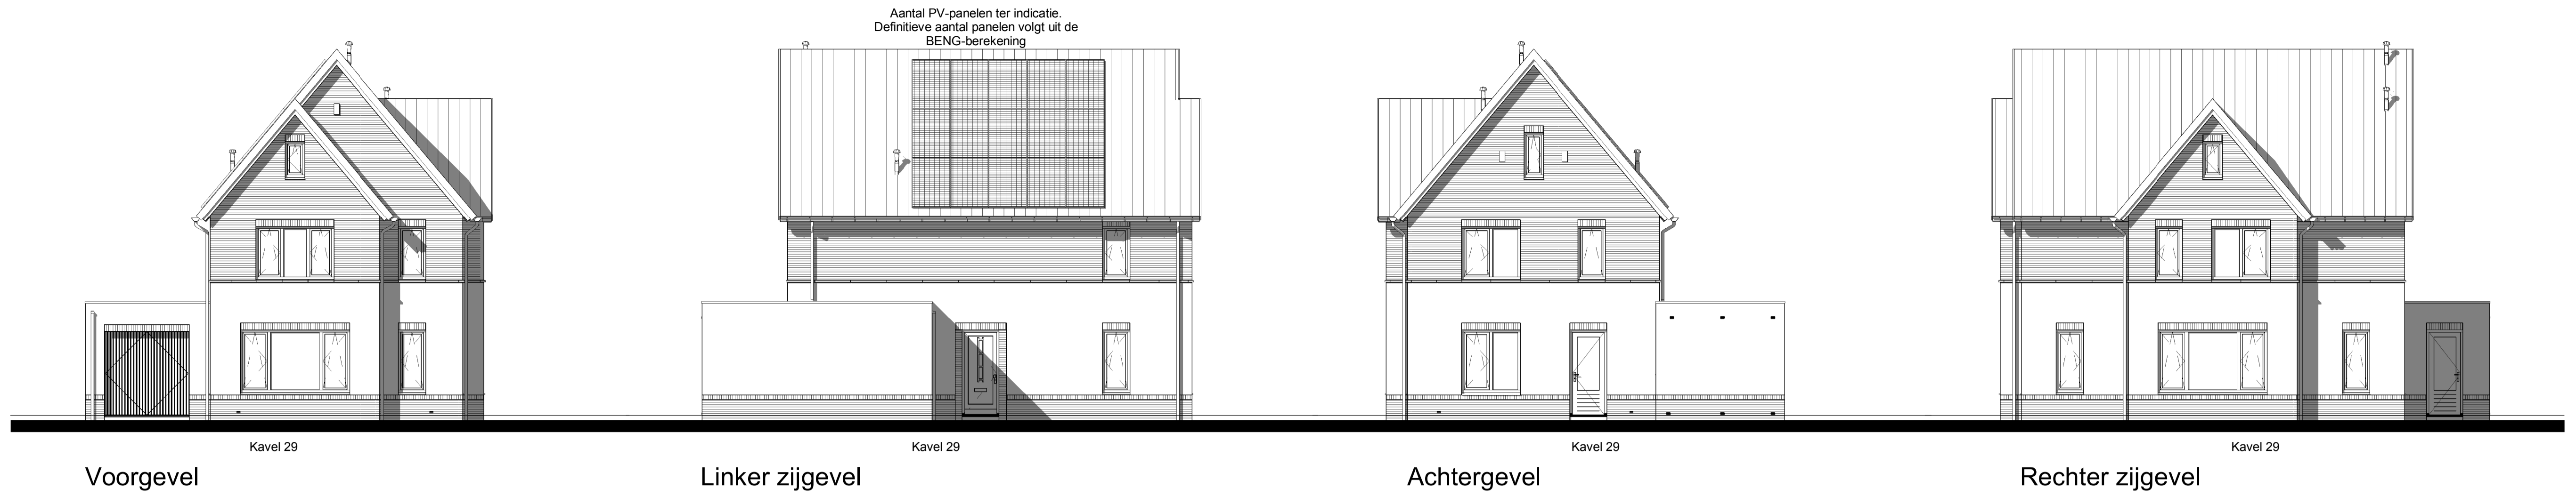 Aantal PV-panelen ter indicatie.
Definitieve aantal panelen volgt uit de
BENG-berekening
Kavel 29
Voorgevel
Kavel 29
Linker zijgevel
Kavel 29
Achtergevel
Kavel 29
Rechter zijgevel